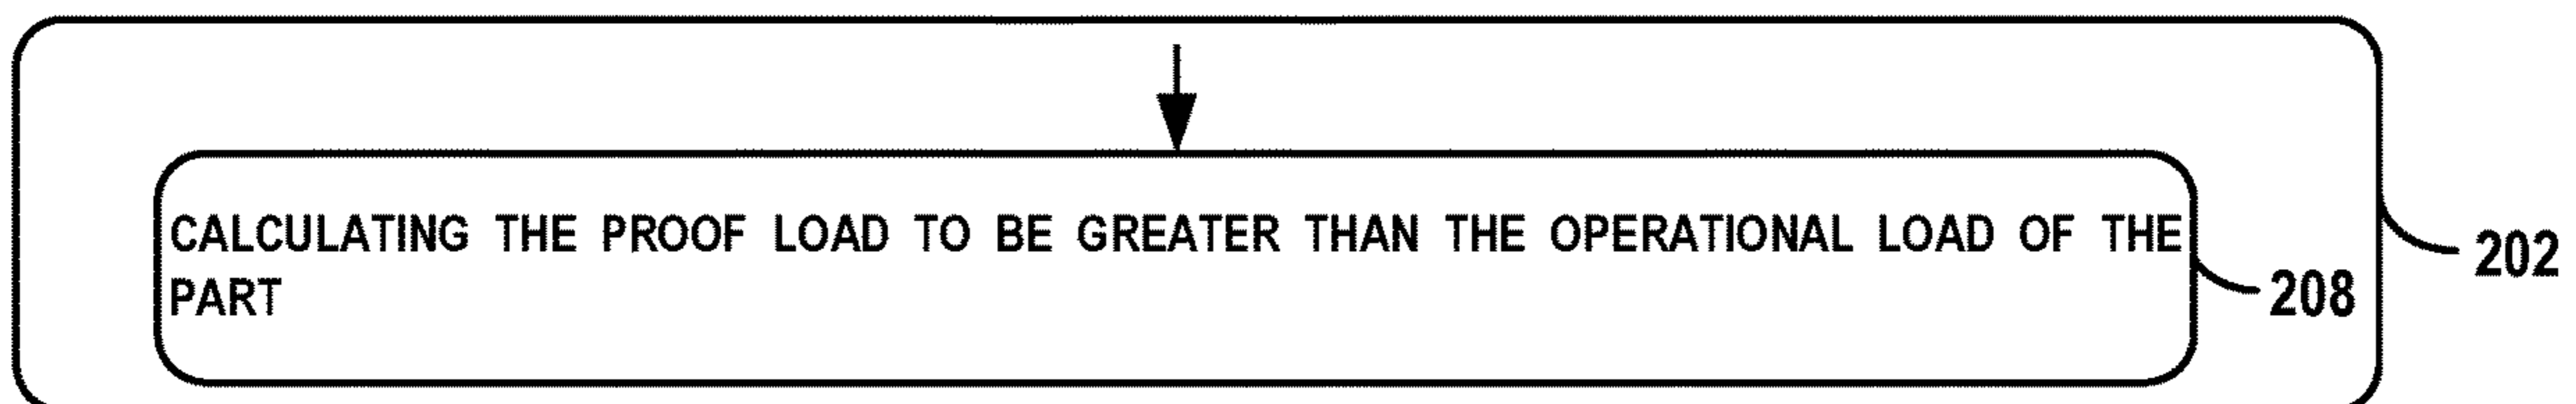 CALCULATING THE PROOF LOAD TO BE GREATER THAN THE OPERATIONAL LOAD OF THE
PART
202
208